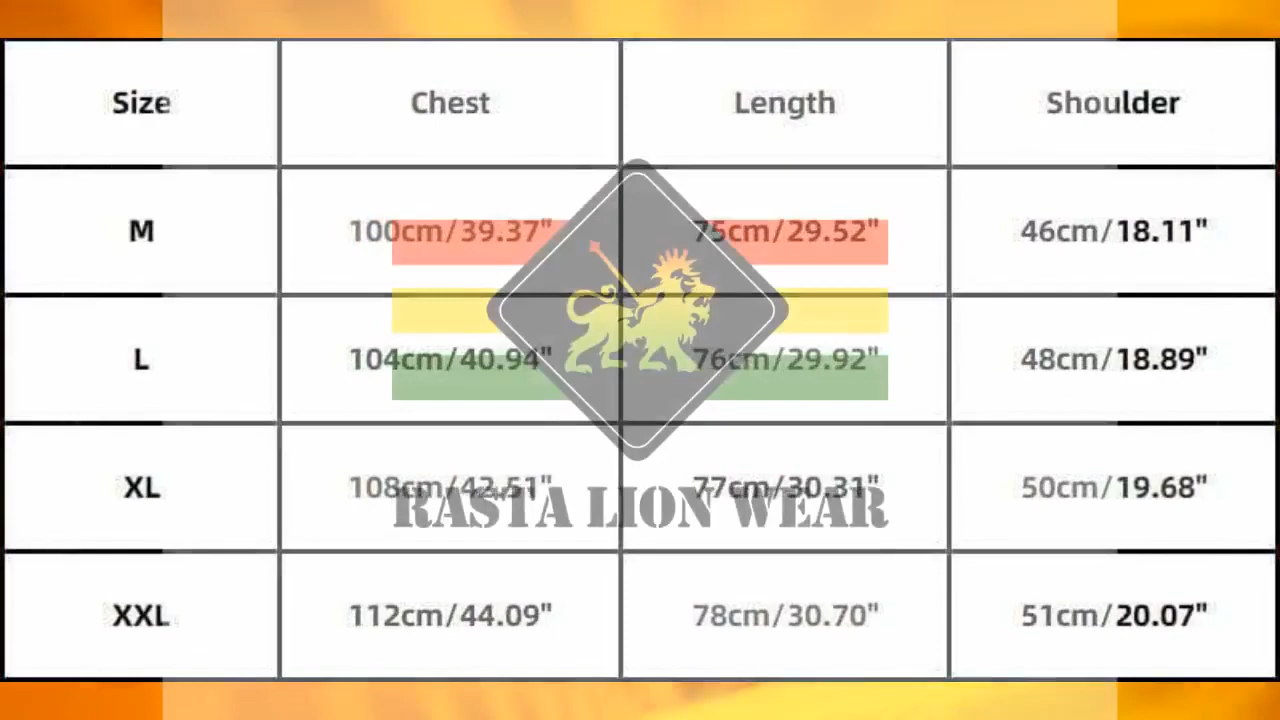 Size Chest Length Shoulder
M 100cm/39.37" 75cm/29.52" 46cm/18.11"
L 104cm/40.94" 76cm/29.92" 48cm/18.89"
XL 108cm/42.51" 77cm/30.31" 50cm/19.68"
RASTA LION WEAR
XXL 112cm/44.09" 78cm/30.70" 51cm/20.07"